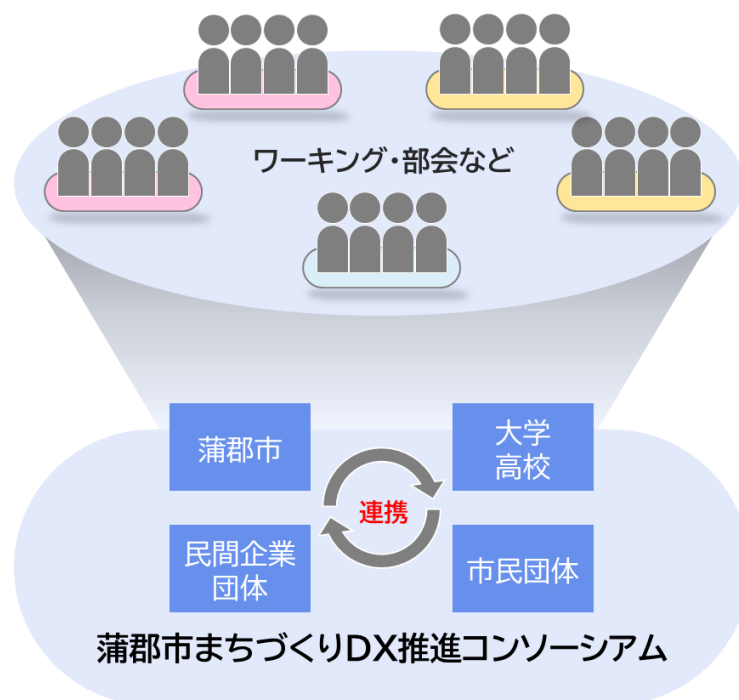 ワーキング・部会など
蒲郡市
大学
高校
連携
民間企業
団体
市民団体
蒲郡市まちづくりDX推進コンソーシアム